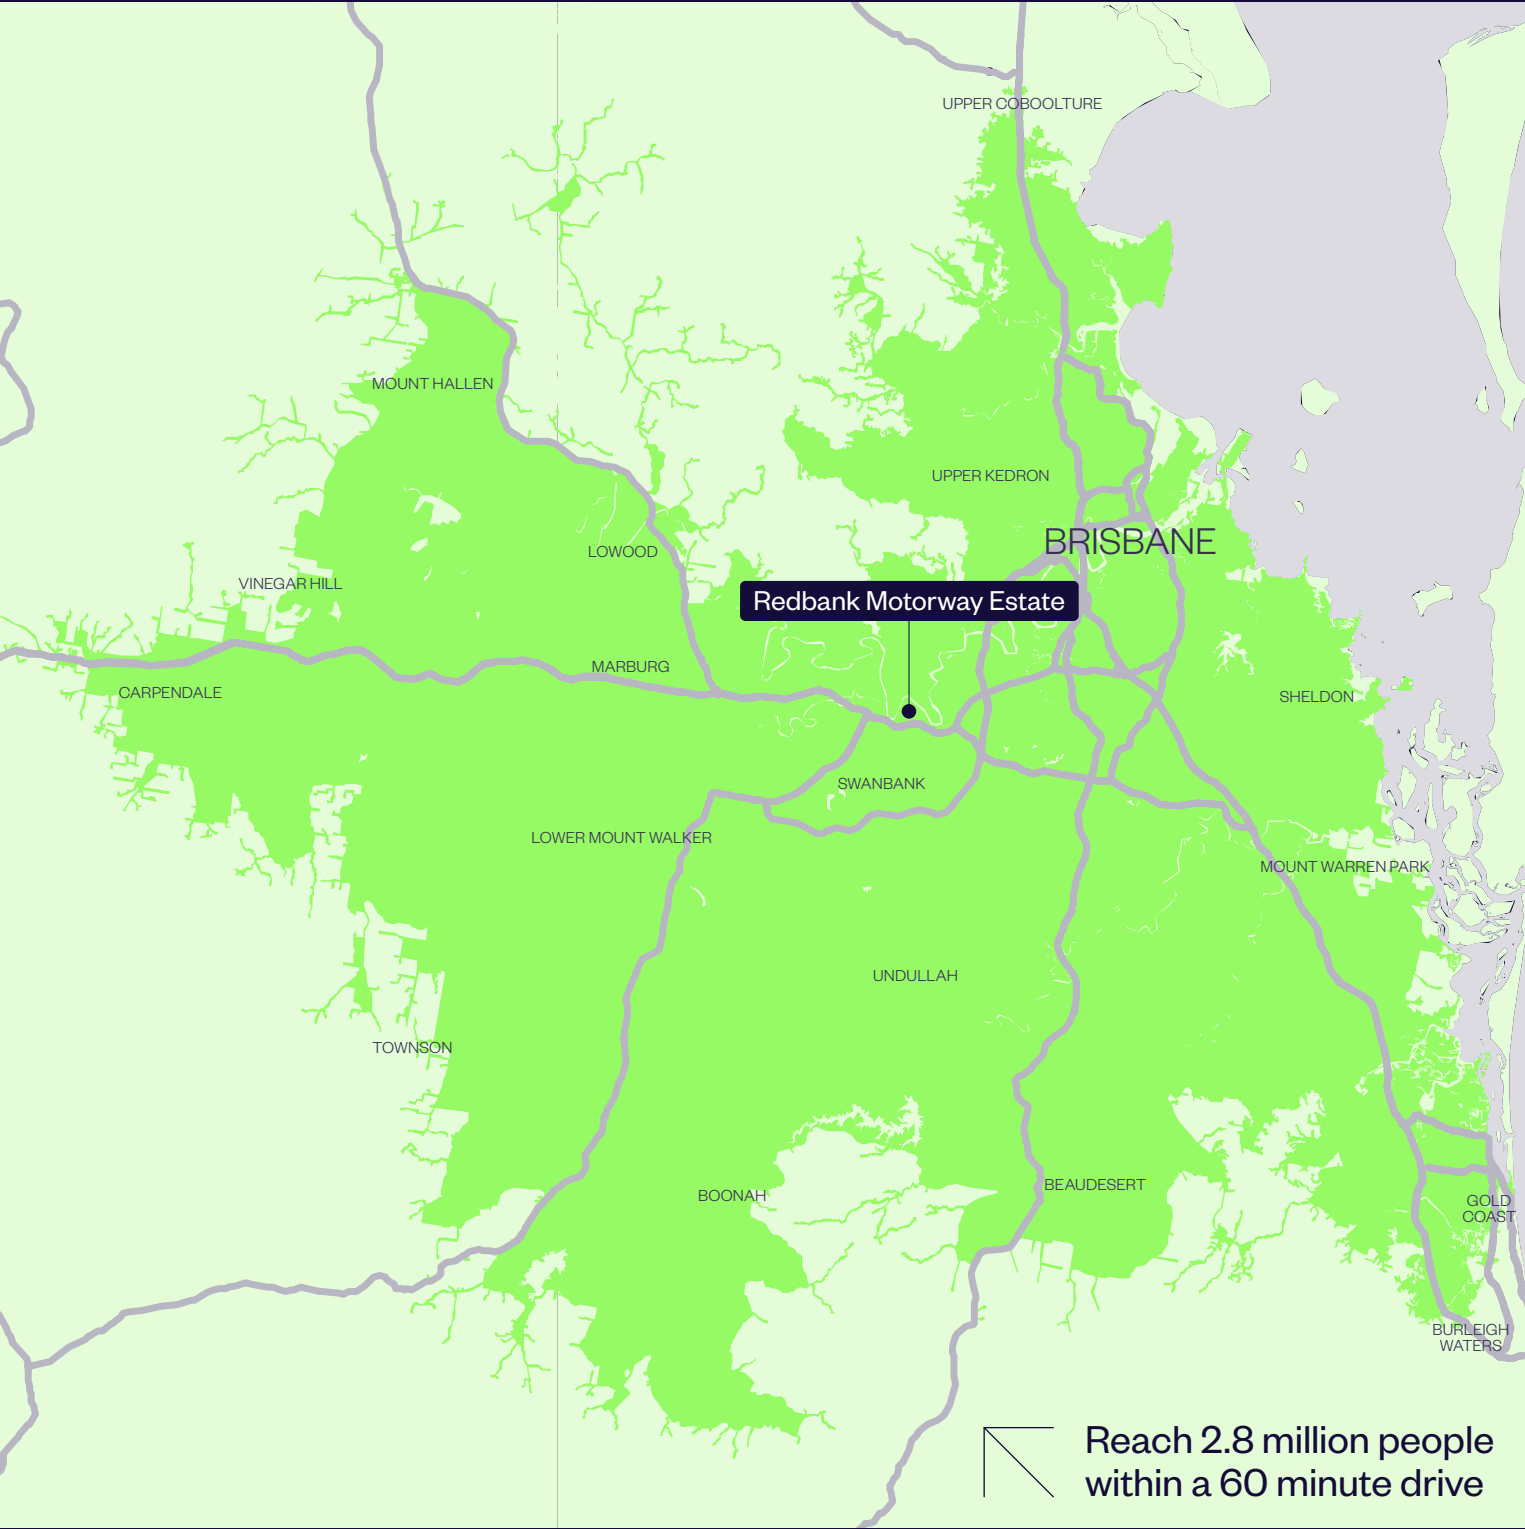 UPPER COBOOLTURE
MOUNT HALLEN
UPPER KEDRON
BRISBANE
LOWOOD
VINEGAR HILL
Redbank Motorway Estate
MARBURG
CARPENDALE
SHELDON
SWANBANK
LOWER MOUNT WALKER
MOUNT WARREN PARK
UNDULLAH
TOWNSON
BEAUDESERT
BOONAH
GOLD
COAST
BURLEIGH
WATERS
Reach 2.8 million people
within a 60 minute drive